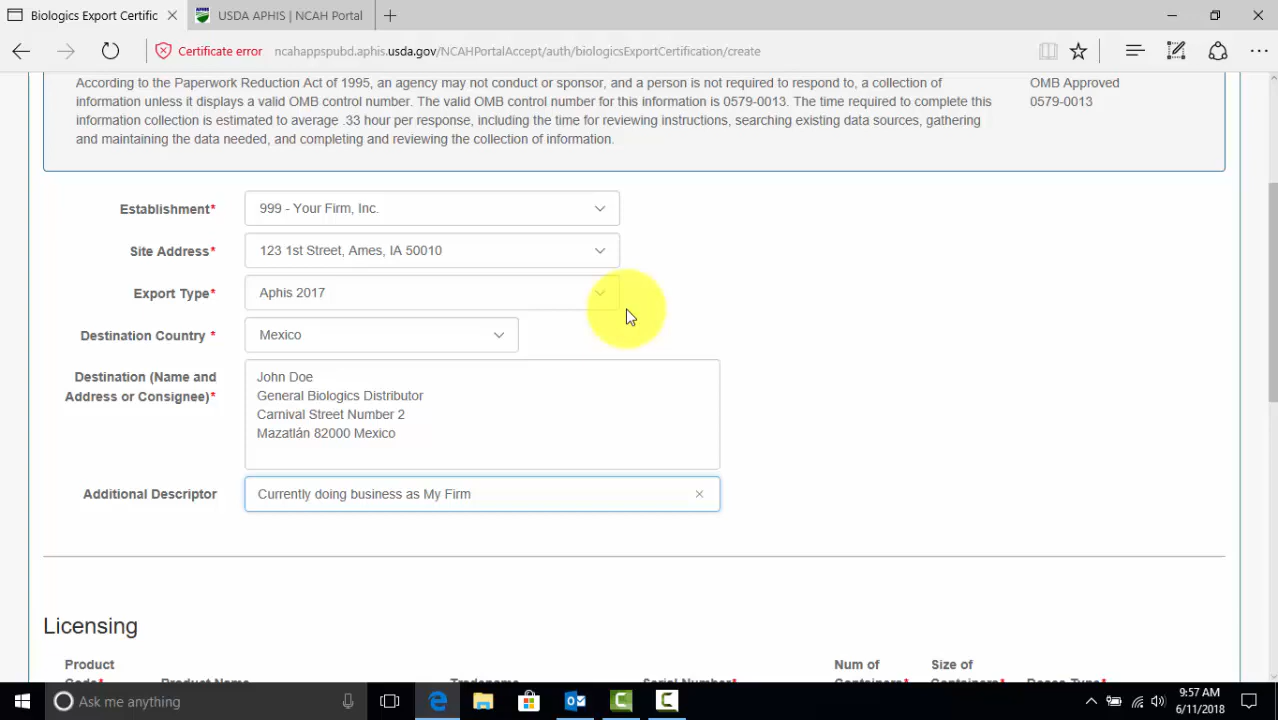 Biologics Export Certific
USDA APHIS | NCAH Portal
Certificate error
ncahappspubd.aphis.usda.gov/NCAHPortalAccept/auth/biologicsExportCertification/create
According to the Paperwork Reduction Act of 1995, an agency may not conduct or sponsor, and a person is not required to respond to, a collection of
information unless it displays a valid OMB control number. The valid OMB control number for this information is 0579-0013. The time required to complete this
information collection is estimated to average .33 hour per response, including the time for reviewing instructions, searching existing data sources, gathering
and maintaining the data needed, and completing and reviewing the collection of information.
OMB Approved
0579-0013
Establishment*
999 - Your Firm, Inc.
Site Address*
123 1st Street, Ames, IA 50010
Export Type*
Aphis 2017
Destination Country *
Mexico
Destination (Name and
Address or Consignee)*
John Doe
General Biologics Distributor
Carnival Street Number 2
Mazatlán 82000 Mexico
Additional Descriptor
Currently doing business as My Firm
Licensing
Product
Code*
Product Name
Tradename
Serial Number*
Num of
Containers*
Size of
Containers*
Doses Type*
Ask me anything
9:57 AM
6/11/2018